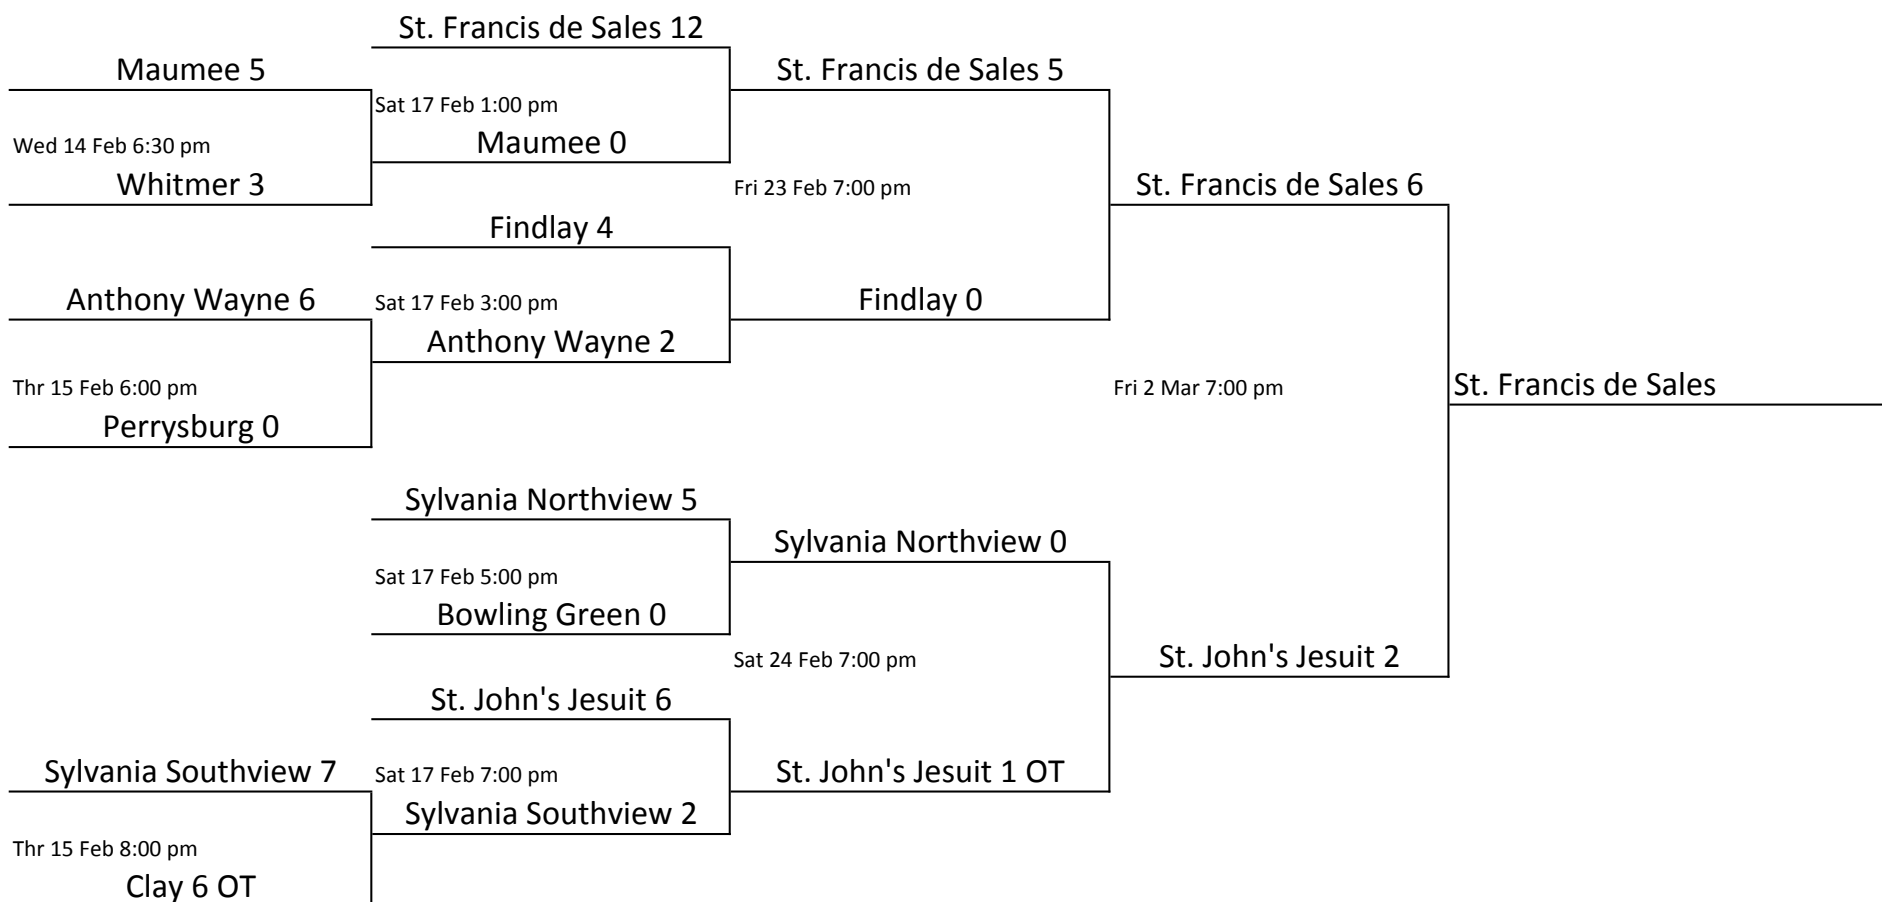 St. Francis de Sales 12
Maumee 5
St. Francis de Sales 5
Sat 17 Feb 1:00 pm
Wed 14 Feb 6:30 pm
Maumee 0
Whitmer 3
Fri 23 Feb 7:00 pm
St. Francis de Sales 6
Findlay 4
Anthony Wayne 6
Sat 17 Feb 3:00 pm
Findlay 0
Anthony Wayne 2
Thr 15 Feb 6:00 pm
Fri 2 Mar 7:00 pm
St. Francis de Sales
Perrysburg 0
Sylvania Northview 5
Sylvania Northview 0
Sat 17 Feb 5:00 pm
Bowling Green 0
Sat 24 Feb 7:00 pm
St. John's Jesuit 2
St. John's Jesuit 6
Sylvania Southview 7
Sat 17 Feb 7:00 pm
St. John's Jesuit 1 OT
Sylvania Southview 2
Thr 15 Feb 8:00 pm
Clay 6 OT